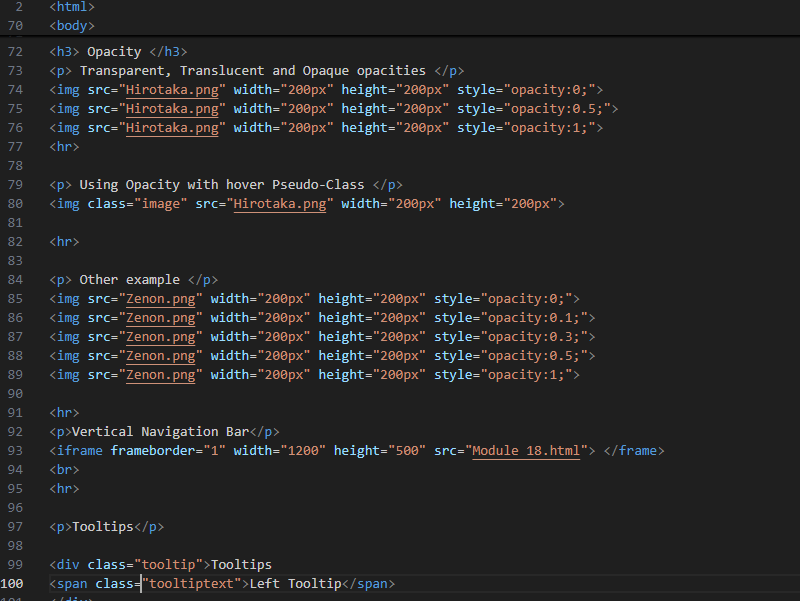 2 <html>
70 <body>
72 <h3> Opacity </h3>
73 <p> Transparent, Translucent and Opaque opacities </p>
74 <img src="Hirotaka.png" width="200px" height="200px" style="opacity:0;">
75 <img src="Hirotaka.png" width="200px" height="200px" style="opacity:0.5;">
76 <img src="Hirotaka.png" width="200px" height="200px" style="opacity:1;">
77 <hr>
78
79 <p> Using Opacity with hover Pseudo-Class </p>
80 <img class="image" src="Hirotaka.png" width="200px" height="200px">
81
82 <hr>
83
84 <p> Other example </p>
85 <img src="Zenon.png" width="200px" height="200px" style="opacity:0;">
86 <img src="Zenon.png" width="200px" height="200px" style="opacity:0.1;">
87 <img src="Zenon.png" width="200px" height="200px" style="opacity:0.3;">
88 <img src="Zenon.png" width="200px" height="200px" style="opacity:0.5;">
89 <img src="Zenon.png" width="200px" height="200px" style="opacity:1;">
90
91 <hr>
92 <p>Vertical Navigation Bar</p>
93 <iframe frameborder="1" width="1200" height="500" src="Module 18.html"> </frame>
94 <br>
95 <hr>
96
97 <p>Tooltips</p>
98
99 <div class="tooltip">Tooltips
100 <span class="tooltiptext">Left Tooltip</span>
101 </div>